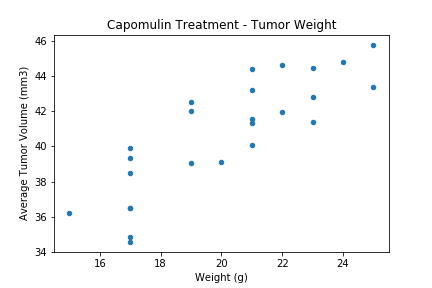 Capomulin Treatment - Tumor Weight
Average Tumor Volume (mm3)
46
44
42
40
38
36
34
16 18 20 22 24
Weight (g)